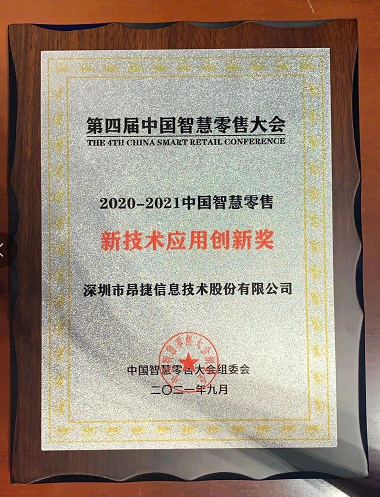 第四届中国智慧零售大会
THE 4TH CHINA SMART RETAIL CONFERENCE
2020-2021中国智慧零售
新技术应用创新奖
深圳市昂捷信息技术股份有限公司
中国智慧零售大会组委会
二〇二一年九月